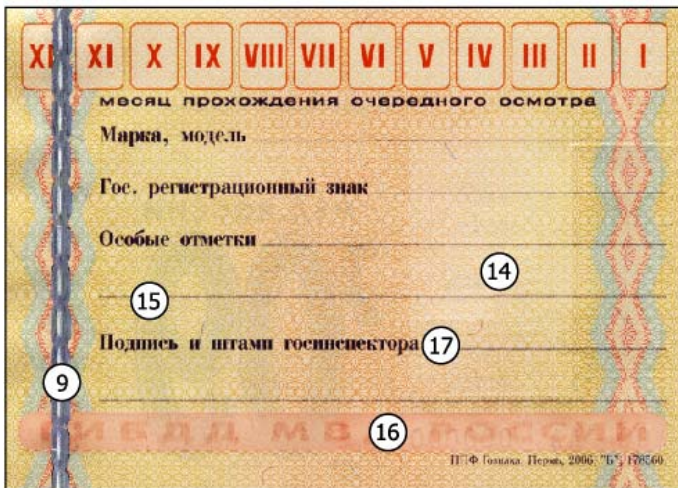 XI XI X IX VIII VII VI V IV III II I
месяц прохождения очередного осмотра
Марка, модель
Гос. регистрационный знак
Особые отметки
14
15
Подпись и штамп госинспектора 17
9
ГИБДД МВД РОССИИ
16
ППФ Гознака. Пермь, 2006. "Б", 178560.